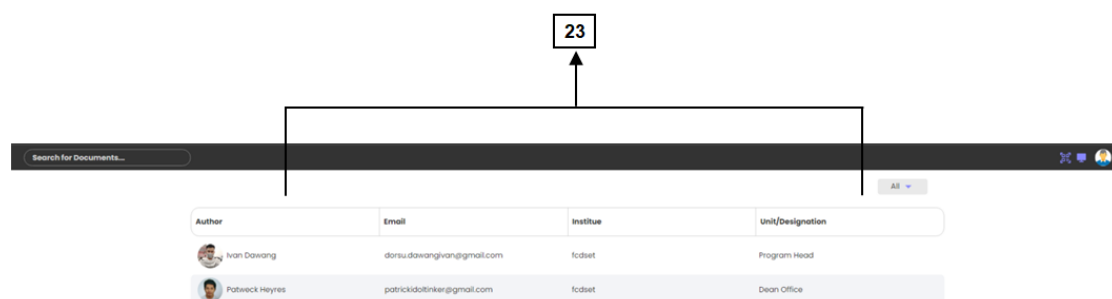 23
Search for Documents...
All
Author Email Institue Unit/Designation
Ivan Dawang dorsu.dawangivan@gmail.com fcdset Program Head
Patweck Heyres patrickidoltinker@gmail.com fcdset Dean Office